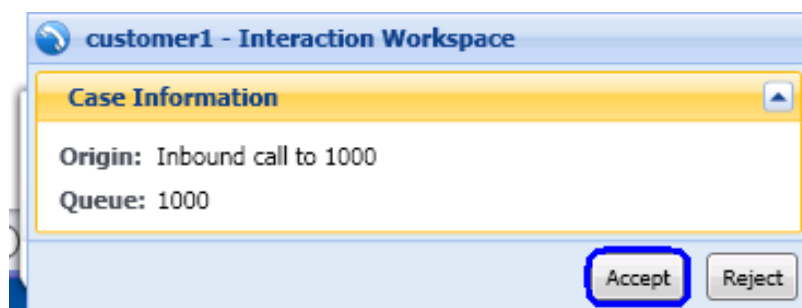 customer1 - Interaction Workspace
Case Information
Origin: Inbound call to 1000
Queue: 1000
Accept Reject